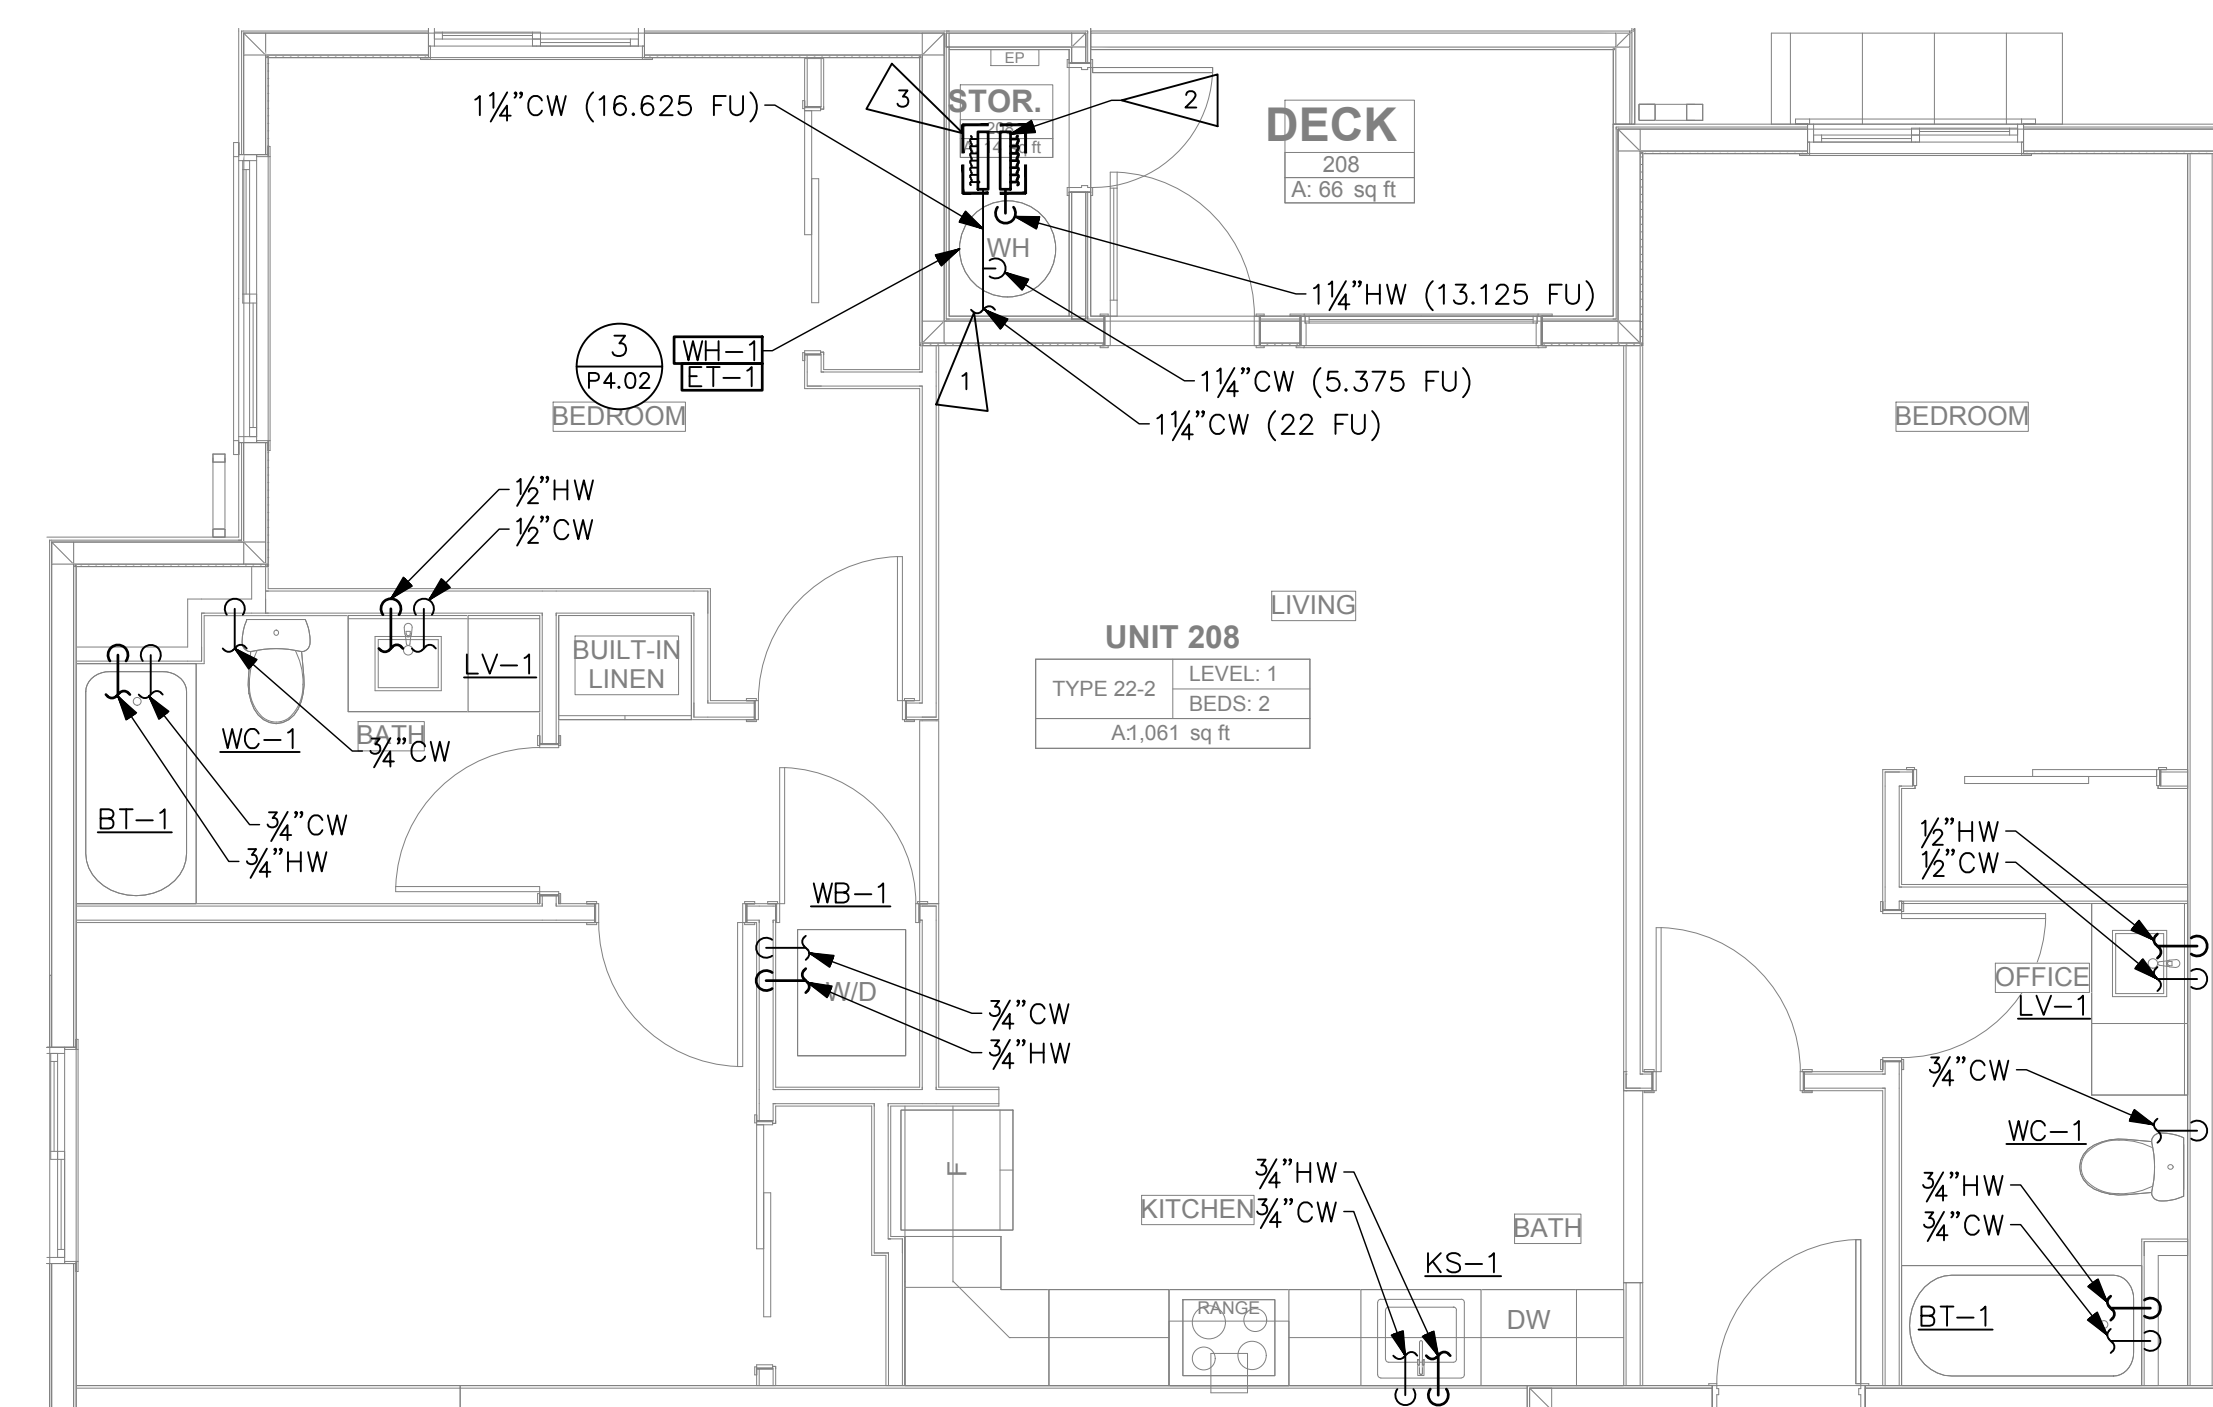 EP
1¼"CW (16.625 FU)
3
STOR.
2
DECK
208
A: 66 sq ft
WH
1¼"HW (13.125 FU)
3
P4.02
WH-1
ET-1
1
1¼"CW (5.375 FU)
1¼"CW (22 FU)
BEDROOM
BEDROOM
½"HW
½"CW
LIVING
UNIT 208
TYPE 22-2
LEVEL: 1
BEDS: 2
A:1,061 sq ft
BUILT-IN
LINEN
LV-1
WC-1
BATH
¾"CW
BT-1
¾"CW
¾"HW
WB-1
W/D
¾"CW
¾"HW
½"HW
½"CW
OFFICE
LV-1
¾"CW
WC-1
¾"HW
¾"CW
BT-1
F
KITCHEN
¾"HW
¾"CW
BATH
KS-1
RANGE
DW